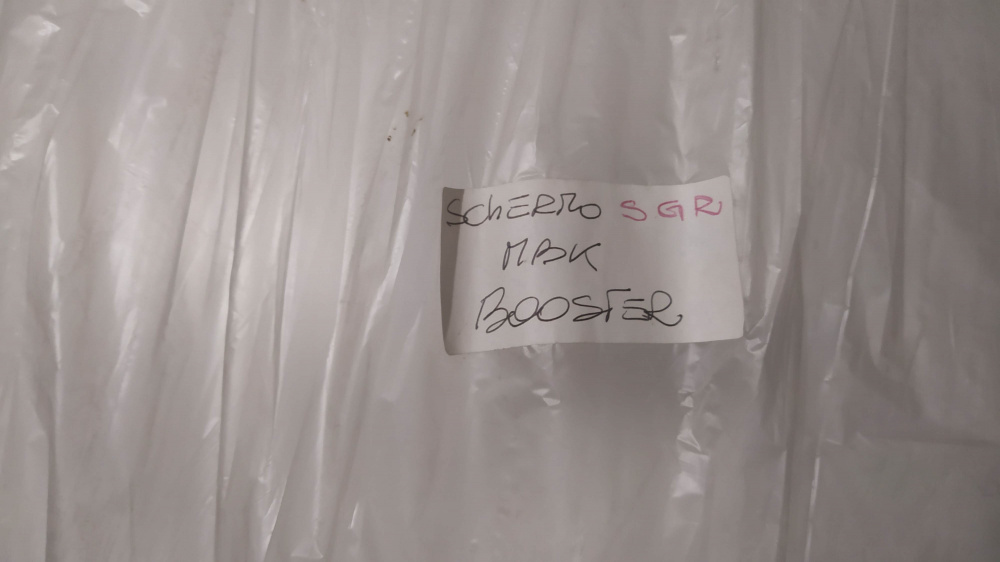 SCHERMO SGR
MBK
BOOSTER